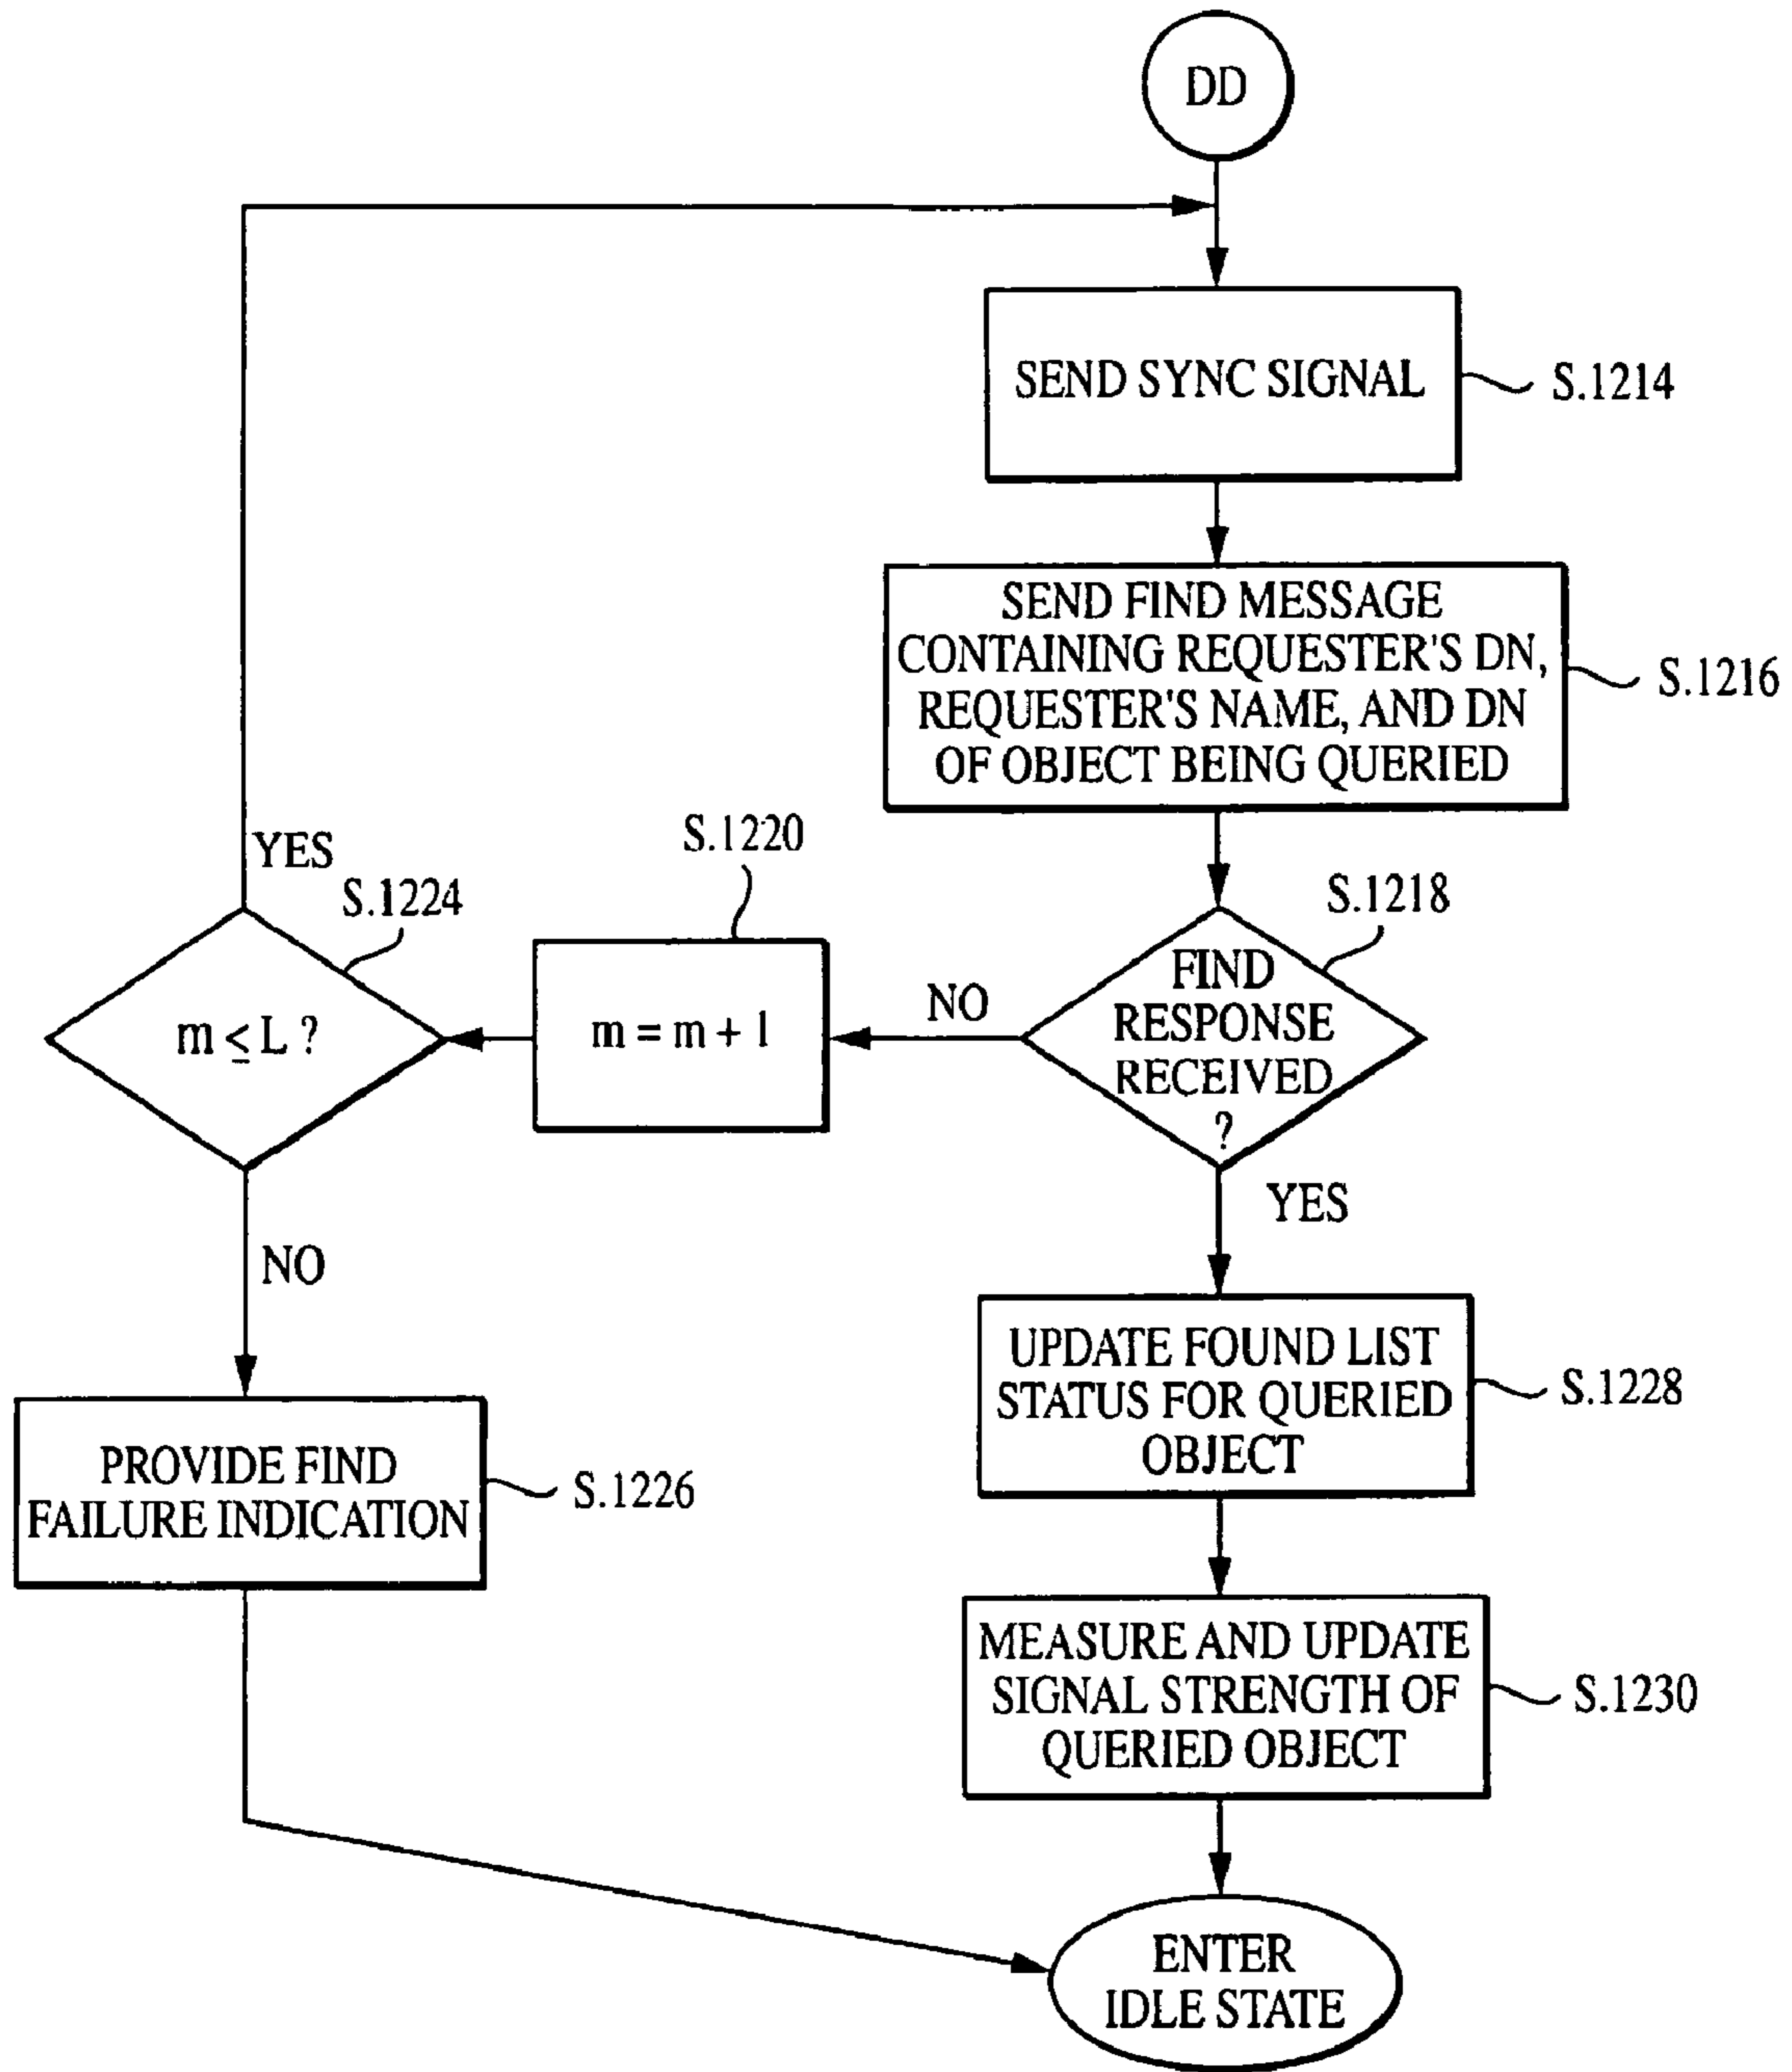 DD
SEND SYNC SIGNAL
S.1214
SEND FIND MESSAGE
CONTAINING REQUESTER'S DN,
REQUESTER'S NAME, AND DN
OF OBJECT BEING QUERIED
S.1216
FIND
RESPONSE
RECEIVED
?
S.1218
NO
m = m + 1
S.1220
m ≤ L ?
S.1224
YES
NO
PROVIDE FIND
FAILURE INDICATION
S.1226
YES
UPDATE FOUND LIST
STATUS FOR QUERIED
OBJECT
S.1228
MEASURE AND UPDATE
SIGNAL STRENGTH OF
QUERIED OBJECT
S.1230
ENTER
IDLE STATE